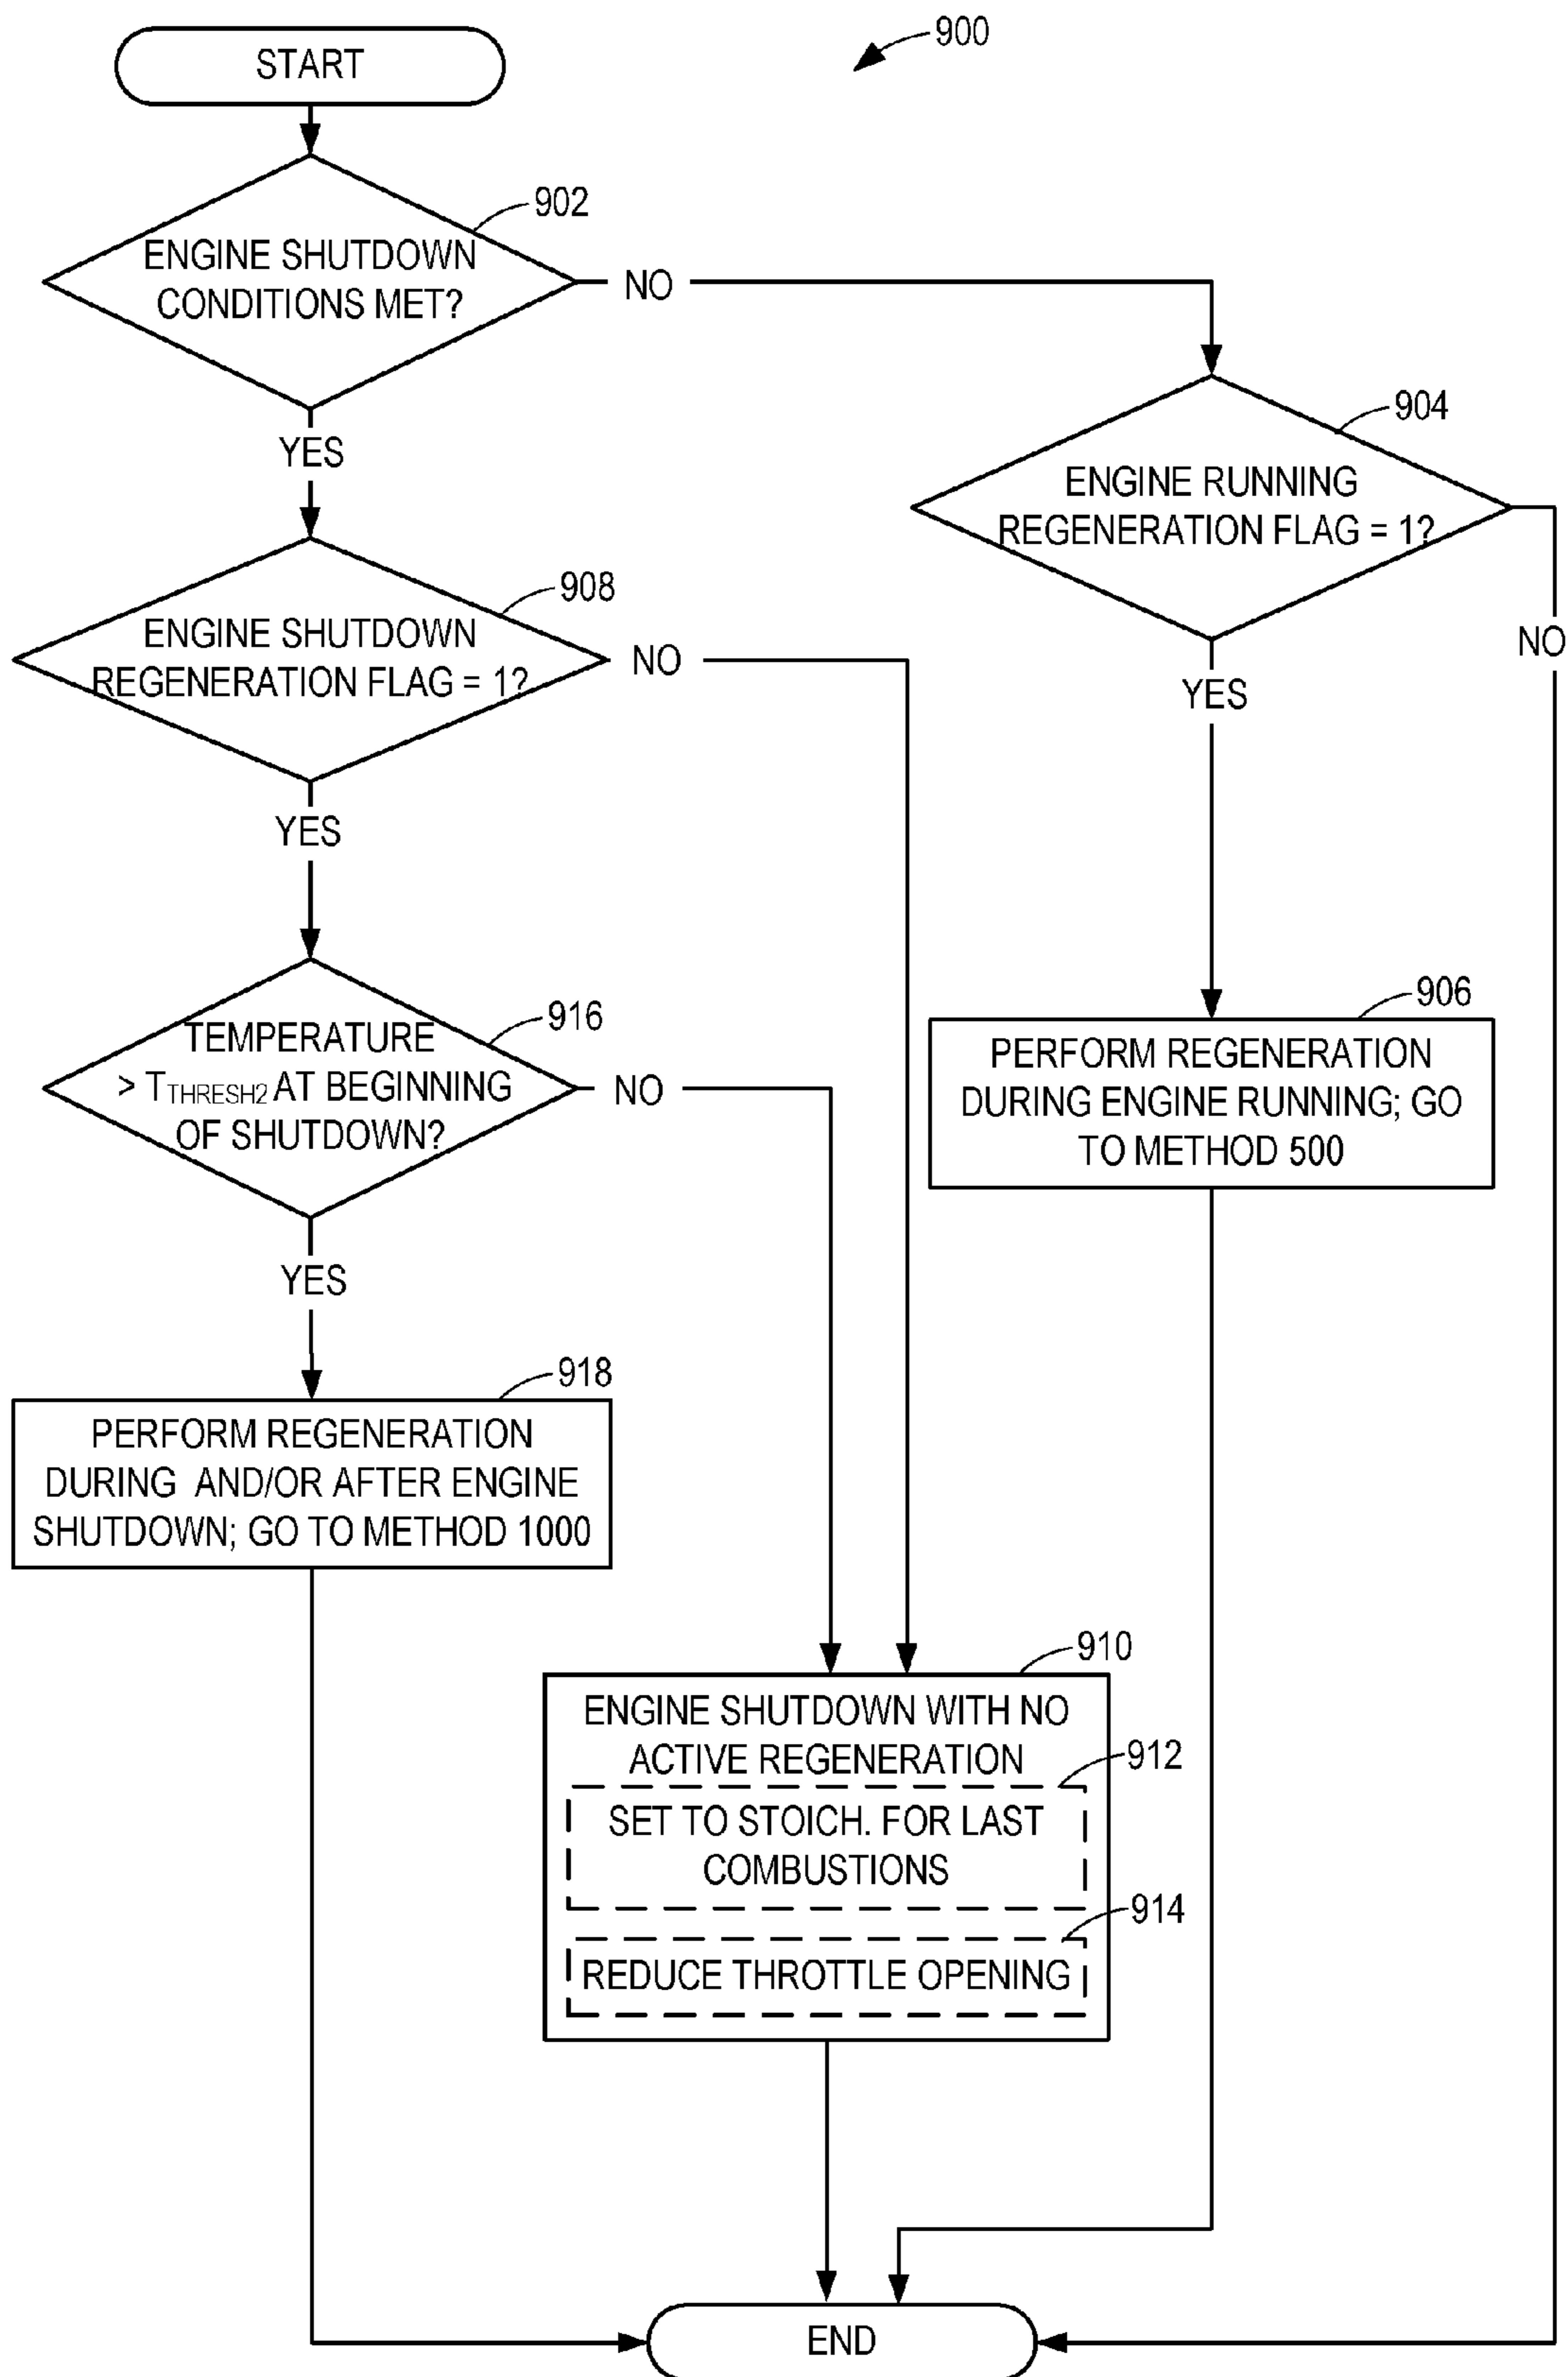 900
START
902
ENGINE SHUTDOWN
CONDITIONS MET?
NO
YES
904
ENGINE RUNNING
REGENERATION FLAG = 1?
NO
YES
908
ENGINE SHUTDOWN
REGENERATION FLAG = 1?
NO
YES
916
TEMPERATURE
> TTHRESH2 AT BEGINNING
OF SHUTDOWN?
NO
YES
906
PERFORM REGENERATION
DURING ENGINE RUNNING; GO
TO METHOD 500
918
PERFORM REGENERATION
DURING AND/OR AFTER ENGINE
SHUTDOWN; GO TO METHOD 1000
910
ENGINE SHUTDOWN WITH NO
ACTIVE REGENERATION
912
SET TO STOICH. FOR LAST
COMBUSTIONS
914
REDUCE THROTTLE OPENING
END